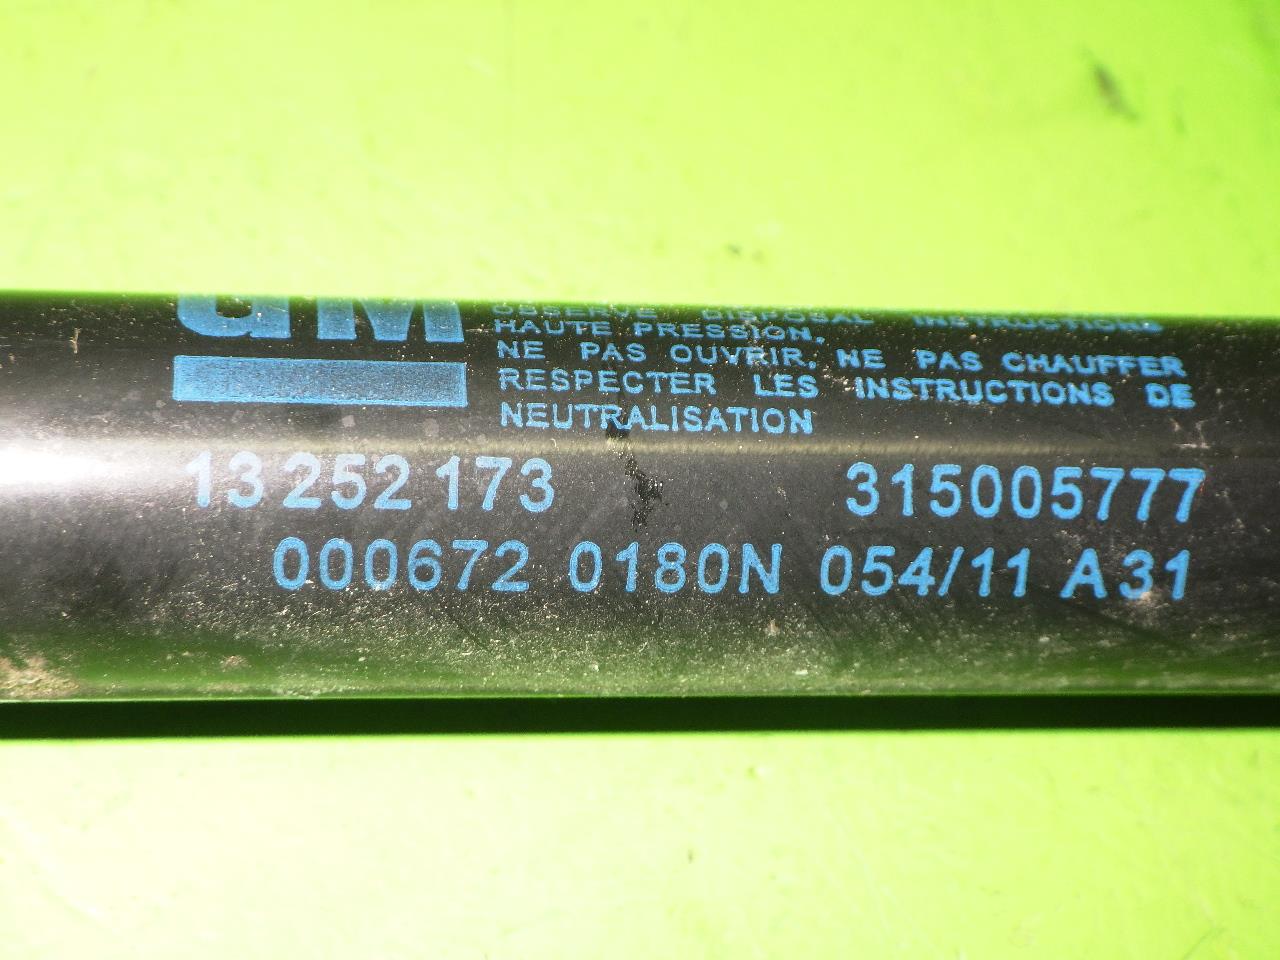 GM
OBSERVE DISPOSAL INSTRUCTIONS
HAUTE PRESSION.
NE PAS OUVRIR. NE PAS CHAUFFER
RESPECTER LES INSTRUCTIONS DE
NEUTRALISATION
13 252 173 315005777
000672 0180N 054/11 A31